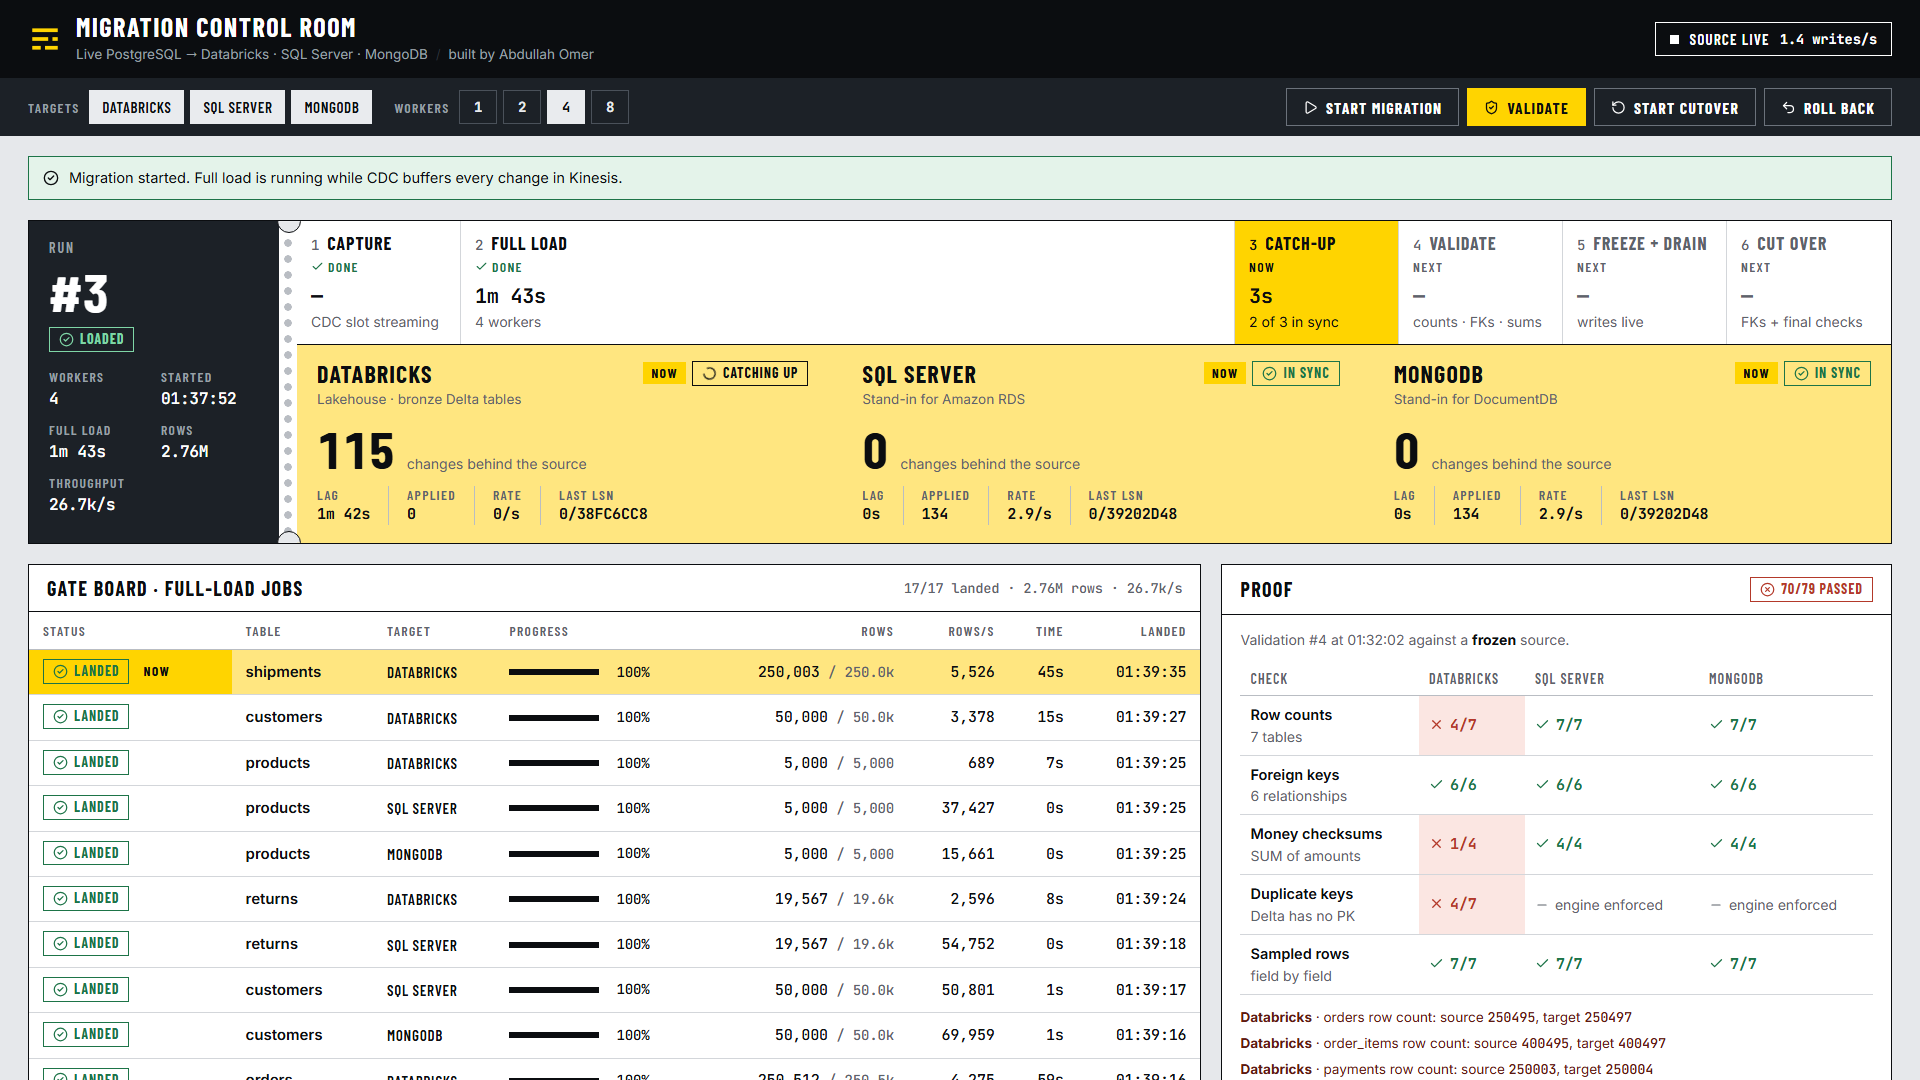 MIGRATION CONTROL ROOM
Live PostgreSQL → Databricks · SQL Server · MongoDB / built by Abdullah Omer
SOURCE LIVE 1.4 writes/s
TARGETS DATABRICKS SQL SERVER MONGODB WORKERS 1 2 4 8
START MIGRATION VALIDATE START CUTOVER ROLL BACK
Migration started. Full load is running while CDC buffers every change in Kinesis.
RUN
#3
LOADED
WORKERS STARTED
4 01:37:52
FULL LOAD ROWS
1m 43s 2.76M
THROUGHPUT
26.7k/s
1 CAPTURE
DONE
—
CDC slot streaming
2 FULL LOAD
DONE
1m 43s
4 workers
3 CATCH-UP
NOW
3s
2 of 3 in sync
4 VALIDATE
NEXT
—
counts · FKs · sums
5 FREEZE + DRAIN
NEXT
—
writes live
6 CUT OVER
NEXT
—
FKs + final checks
DATABRICKS NOW CATCHING UP
Lakehouse · bronze Delta tables
115 changes behind the source
LAG APPLIED RATE LAST LSN
1m 42s 0 0/s 0/38FC6CC8
SQL SERVER NOW IN SYNC
Stand-in for Amazon RDS
0 changes behind the source
LAG APPLIED RATE LAST LSN
0s 134 2.9/s 0/39202D48
MONGODB NOW IN SYNC
Stand-in for DocumentDB
0 changes behind the source
LAG APPLIED RATE LAST LSN
0s 134 2.9/s 0/39202D48
GATE BOARD · FULL-LOAD JOBS 17/17 landed · 2.76M rows · 26.7k/s
STATUS TABLE TARGET PROGRESS ROWS ROWS/S TIME LANDED
LANDED NOW shipments DATABRICKS 100% 250,003 / 250.0k 5,526 45s 01:39:35
LANDED customers DATABRICKS 100% 50,000 / 50.0k 3,378 15s 01:39:27
LANDED products DATABRICKS 100% 5,000 / 5,000 689 7s 01:39:25
LANDED products SQL SERVER 100% 5,000 / 5,000 37,427 0s 01:39:25
LANDED products MONGODB 100% 5,000 / 5,000 15,661 0s 01:39:25
LANDED returns DATABRICKS 100% 19,567 / 19.6k 2,596 8s 01:39:24
LANDED returns SQL SERVER 100% 19,567 / 19.6k 54,752 0s 01:39:18
LANDED customers SQL SERVER 100% 50,000 / 50.0k 50,801 1s 01:39:17
LANDED customers MONGODB 100% 50,000 / 50.0k 69,959 1s 01:39:16
LANDED orders DATABRICKS 100% 250,512 / 250.5k 4,275 59s 01:39:16
PROOF 70/79 PASSED
Validation #4 at 01:32:02 against a frozen source.
CHECK DATABRICKS SQL SERVER MONGODB
Row counts 4/7 7/7 7/7
7 tables
Foreign keys 6/6 6/6 6/6
6 relationships
Money checksums 1/4 4/4 4/4
SUM of amounts
Duplicate keys 4/7 — engine enforced — engine enforced
Delta has no PK
Sampled rows 7/7 7/7 7/7
field by field
Databricks · orders row count: source 250495, target 250497
Databricks · order_items row count: source 400495, target 400497
Databricks · payments row count: source 250003, target 250004